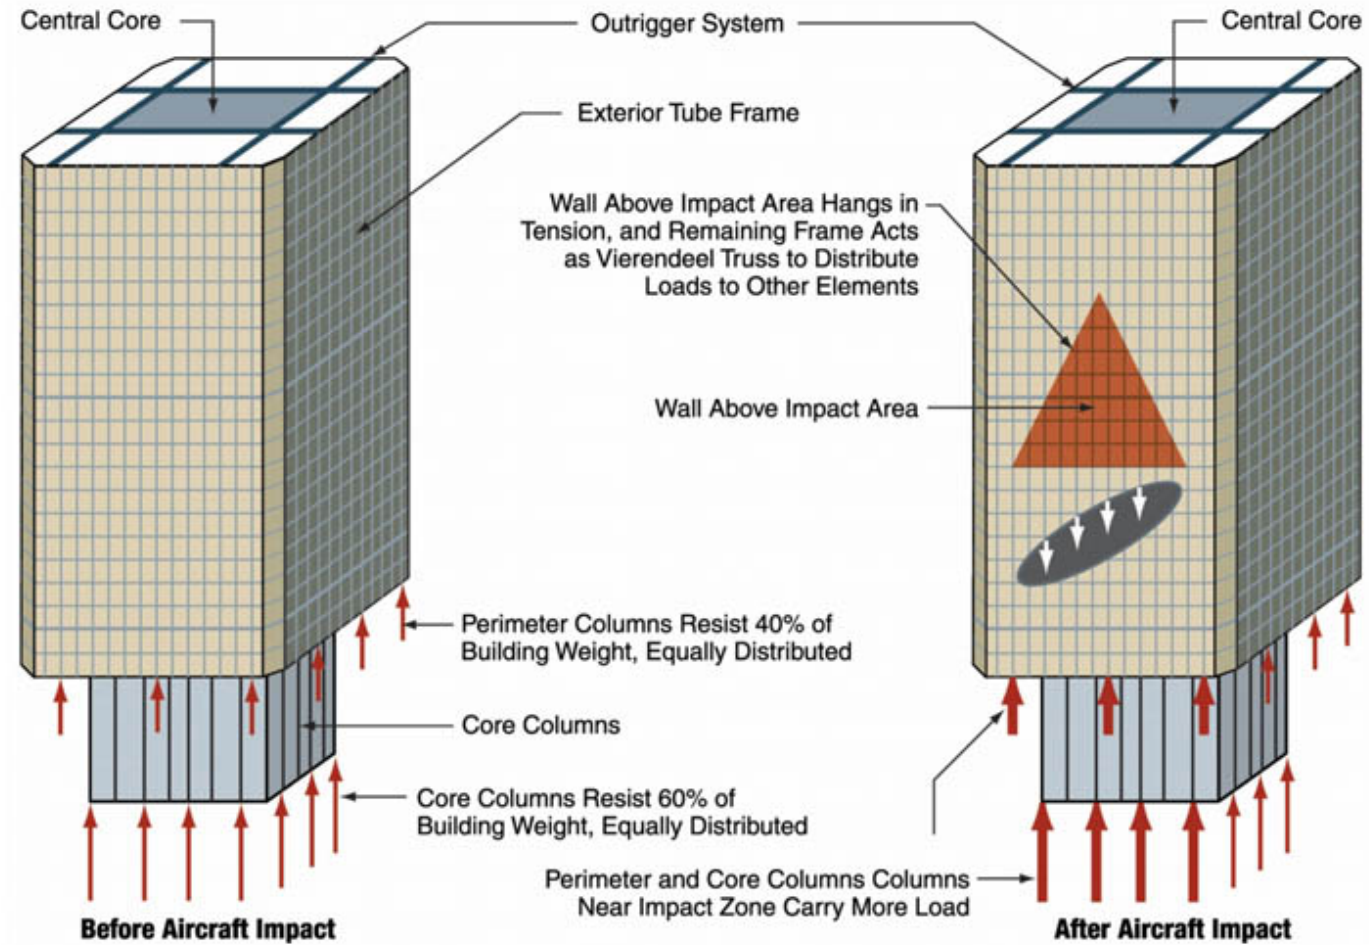 Central Core
Outrigger System
Central Core
Exterior Tube Frame
Wall Above Impact Area Hangs in
Tension, and Remaining Frame Acts
as Vierendeel Truss to Distribute
Loads to Other Elements
Wall Above Impact Area
Perimeter Columns Resist 40% of
Building Weight, Equally Distributed
Core Columns
Core Columns Resist 60% of
Building Weight, Equally Distributed
Perimeter and Core Columns Columns
Near Impact Zone Carry More Load
Before Aircraft Impact
After Aircraft Impact